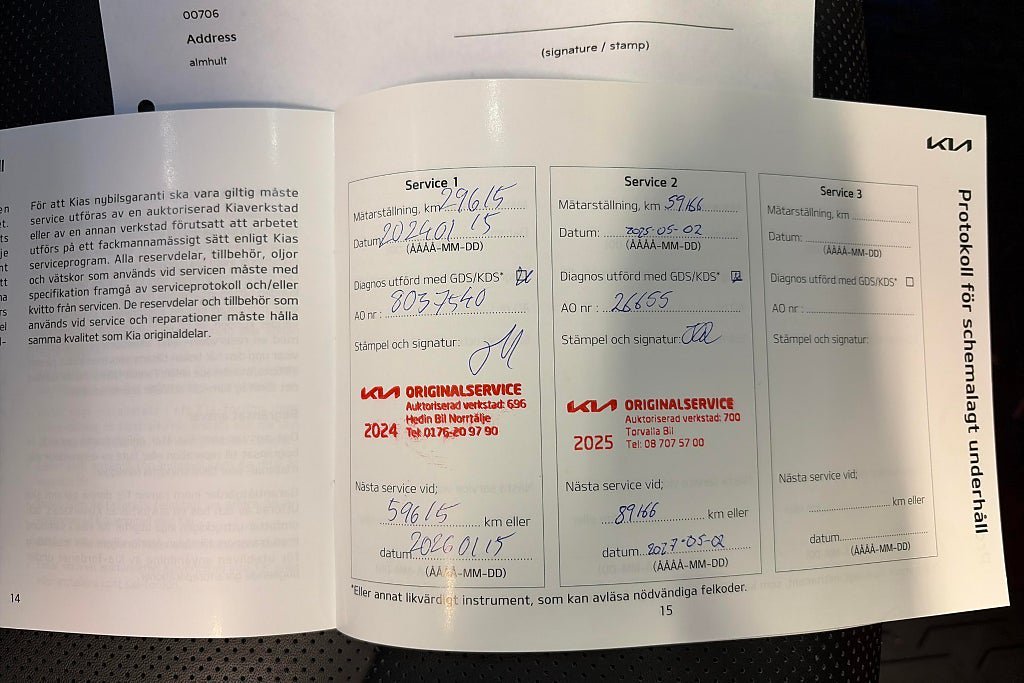 00706
Address
almhult
(signature / stamp)
För att Kias nybilsgaranti ska vara giltig måste
service utföras av en auktoriserad Kiaverkstad
eller av en annan verkstad förutsatt att arbetet
utförs på ett fackmannamässigt sätt enligt Kias
serviceprogram. Alla reservdelar, tillbehör, oljor
och vätskor som används vid servicen måste med
specifikation framgå av serviceprotokoll och/eller
kvitto från servicen. De reservdelar och tillbehör som
används vid service och reparationer måste hålla
samma kvalitet som Kia originaldelar.
14
KIA
Protokoll för schemalagt underhåll
Service 1
Mätarställning, km 29615
Datum 20240115
(ÅÅÅÅ-MM-DD)
Diagnos utförd med GDS/KDS*
AO nr : 8037540
Stämpel och signatur:
KIA ORIGINALSERVICE
Auktoriserad verkstad: 696
Hedin Bil Norrtälje
2024 Tel: 0176-20 97 90
Nästa service vid;
59615 km eller
datum 20260115
(ÅÅÅÅ-MM-DD)
Service 2
Mätarställning, km 59166
Datum: 2025-05-02
(ÅÅÅÅ-MM-DD)
Diagnos utförd med GDS/KDS*
AO nr : 26655
Stämpel och signatur:
KIA ORIGINALSERVICE
Auktoriserad verkstad: 700
Torvalla Bil
2025 Tel: 08 707 57 00
Nästa service vid;
89166 km eller
datum 2027-05-02
(ÅÅÅÅ-MM-DD)
Service 3
Mätarställning, km
Datum:
(ÅÅÅÅ-MM-DD)
Diagnos utförd med GDS/KDS*
AO nr :
Stämpel och signatur:
Nästa service vid;
km eller
datum
(ÅÅÅÅ-MM-DD)
*Eller annat likvärdigt instrument, som kan avläsa nödvändiga felkoder.
15